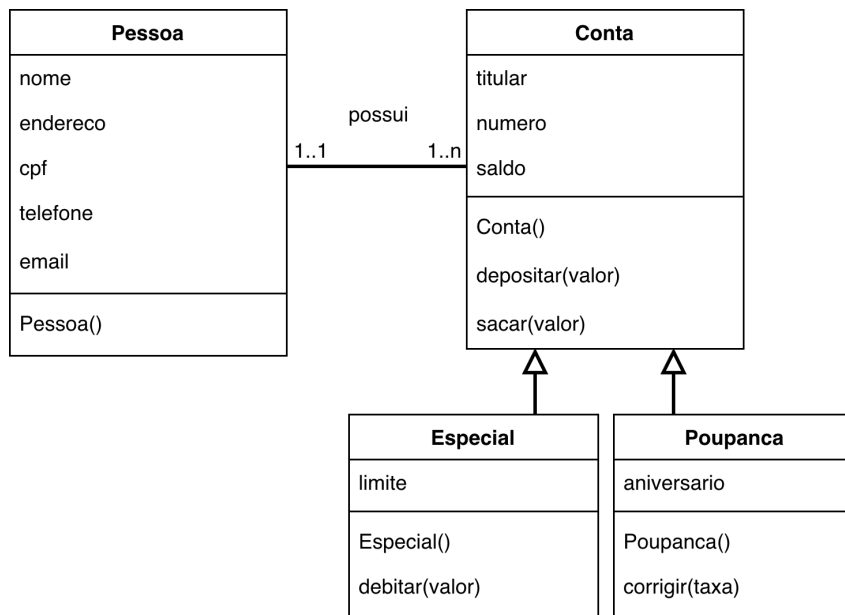 Pessoa
nome
endereco
cpf
telefone
email
Pessoa()
possui
1..1
1..n
Conta
titular
numero
saldo
Conta()
depositar(valor)
sacar(valor)
Especial
limite
Especial()
debitar(valor)
Poupanca
aniversario
Poupanca()
corrigir(taxa)